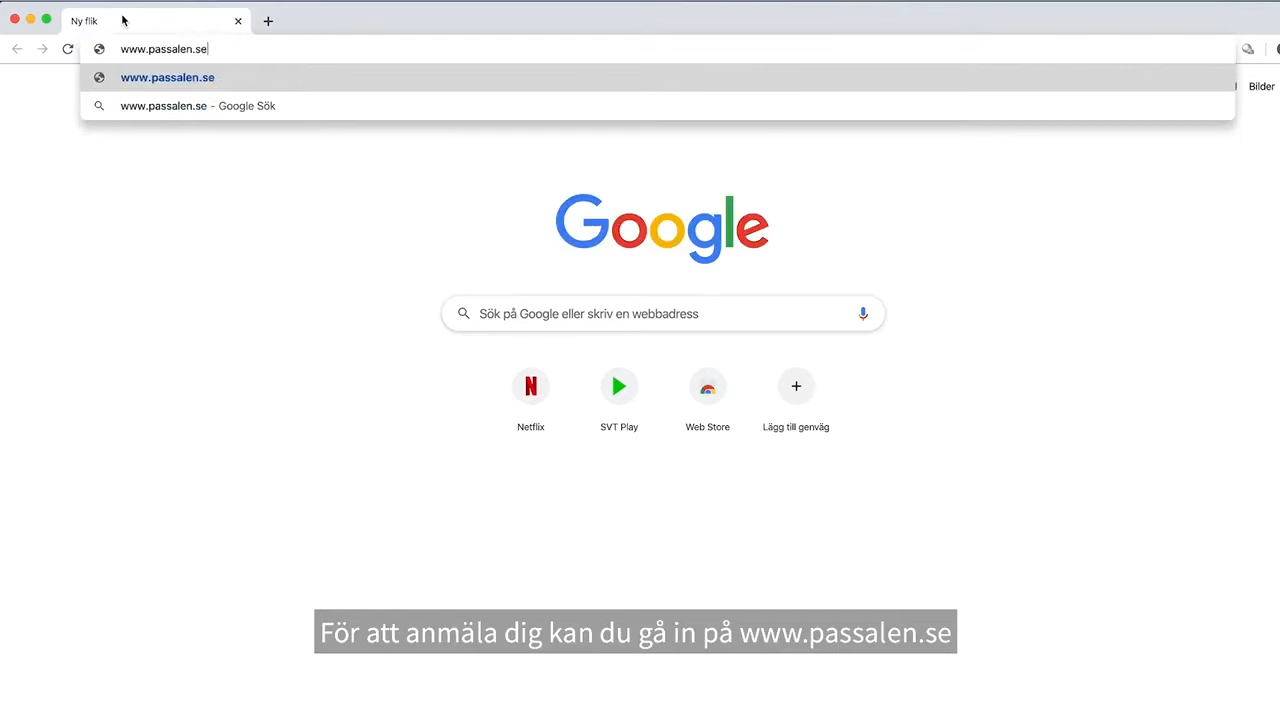 Ny flik
www.passalen.se
www.passalen.se
www.passalen.se - Google Sök
Bilder
Google
Sök på Google eller skriv en webbadress
N
Netflix
SVT Play
Web Store
Lägg till genväg
För att anmäla dig kan du gå in på www.passalen.se